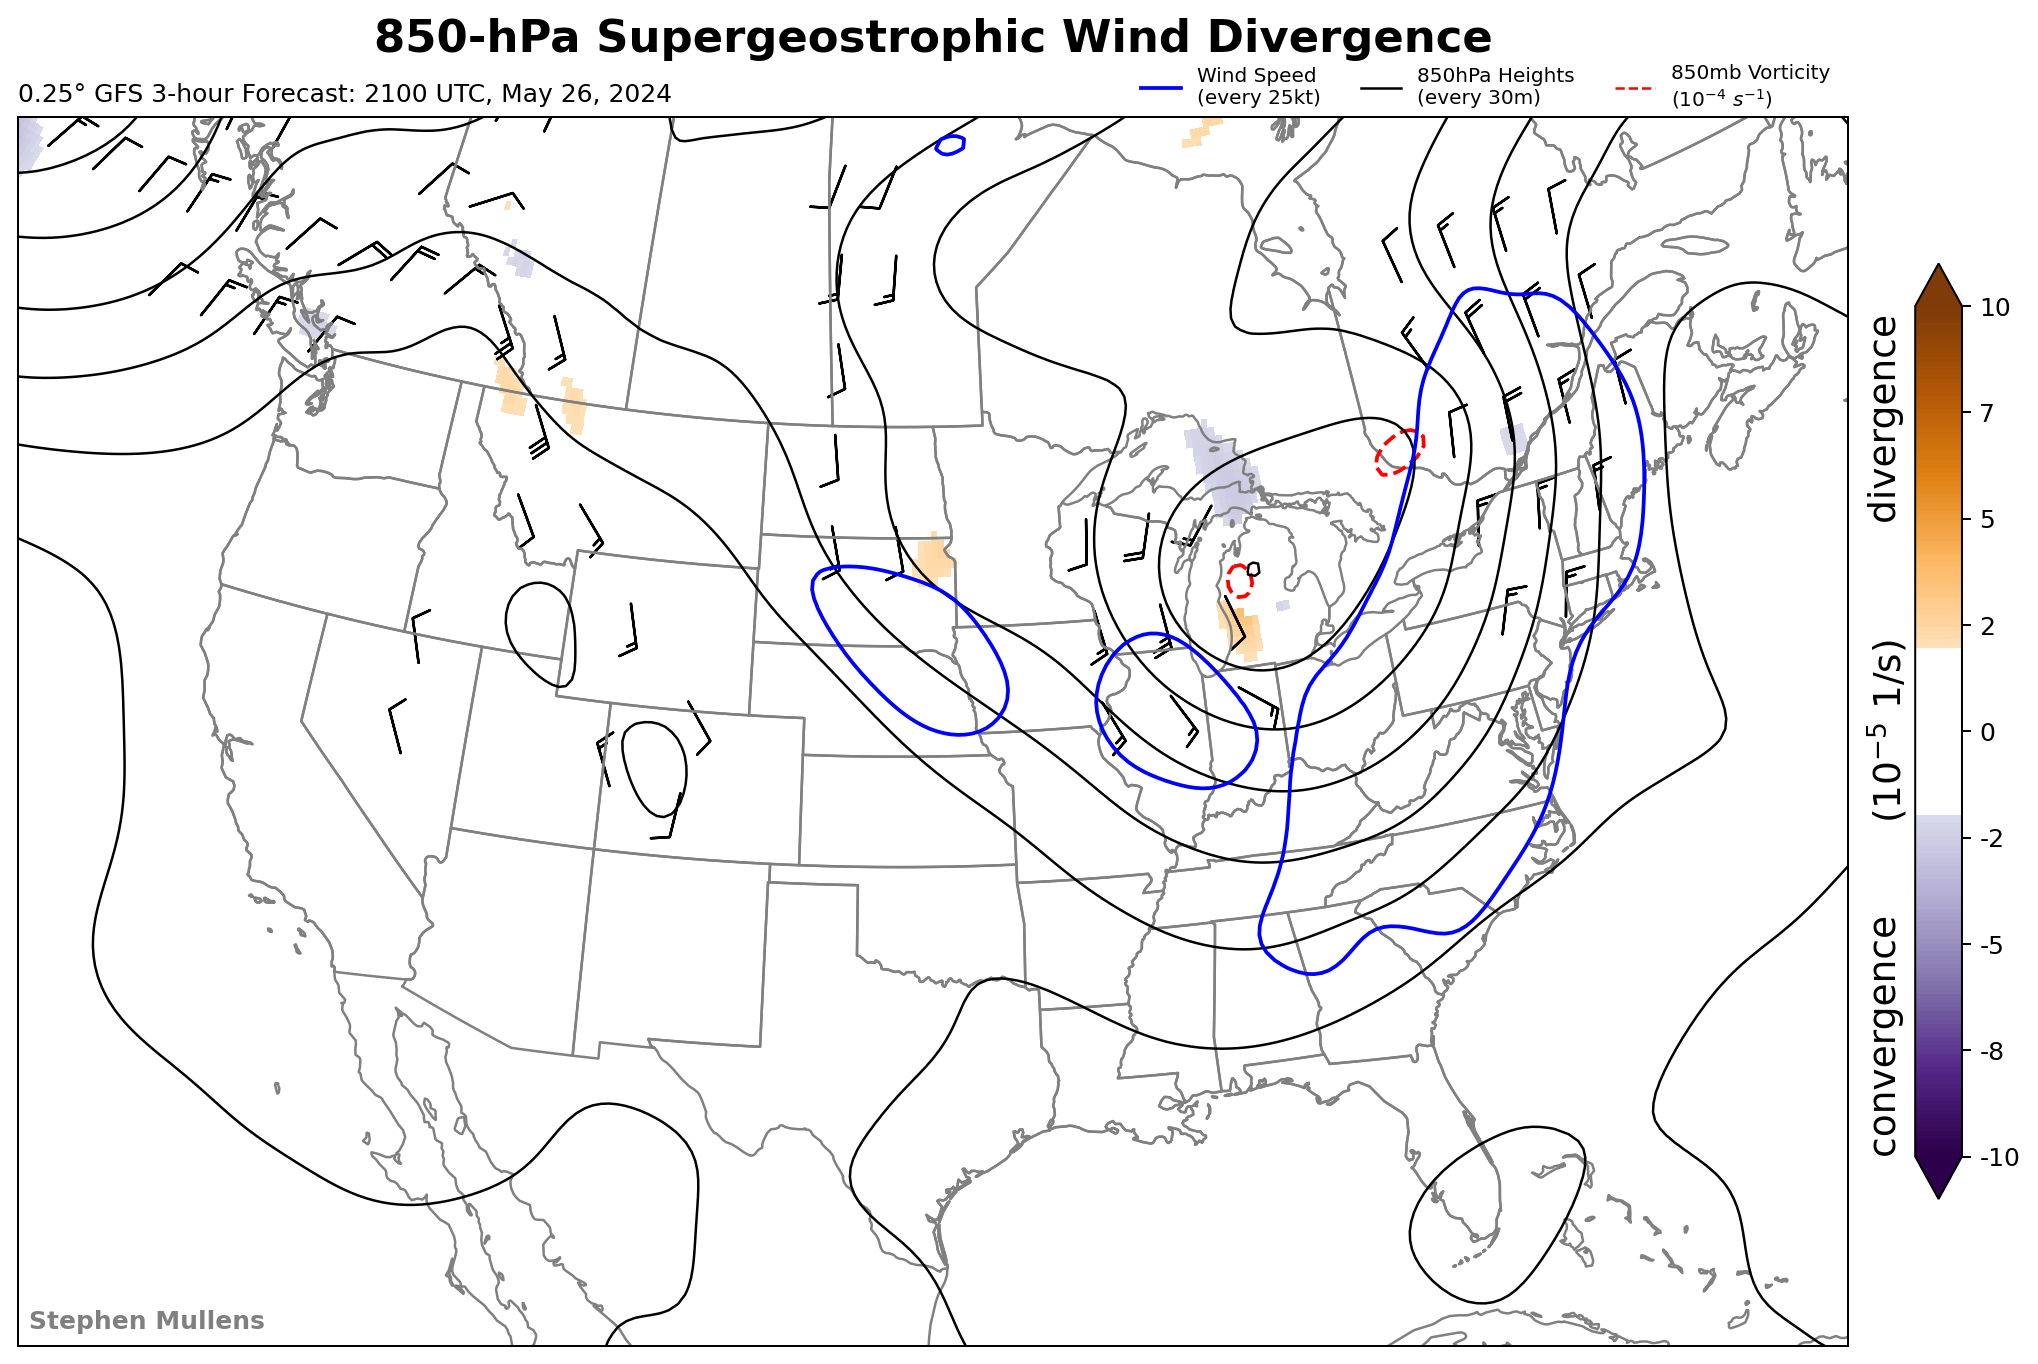 850-hPa Supergeostrophic Wind Divergence
0.25° GFS 3-hour Forecast: 2100 UTC, May 26, 2024
Wind Speed
(every 25kt)
850hPa Heights
(every 30m)
850mb Vorticity
(10⁻⁴ s⁻¹)
10
7
5
2
0
-2
-5
-8
-10
convergence (10⁻⁵ 1/s) divergence
Stephen Mullens